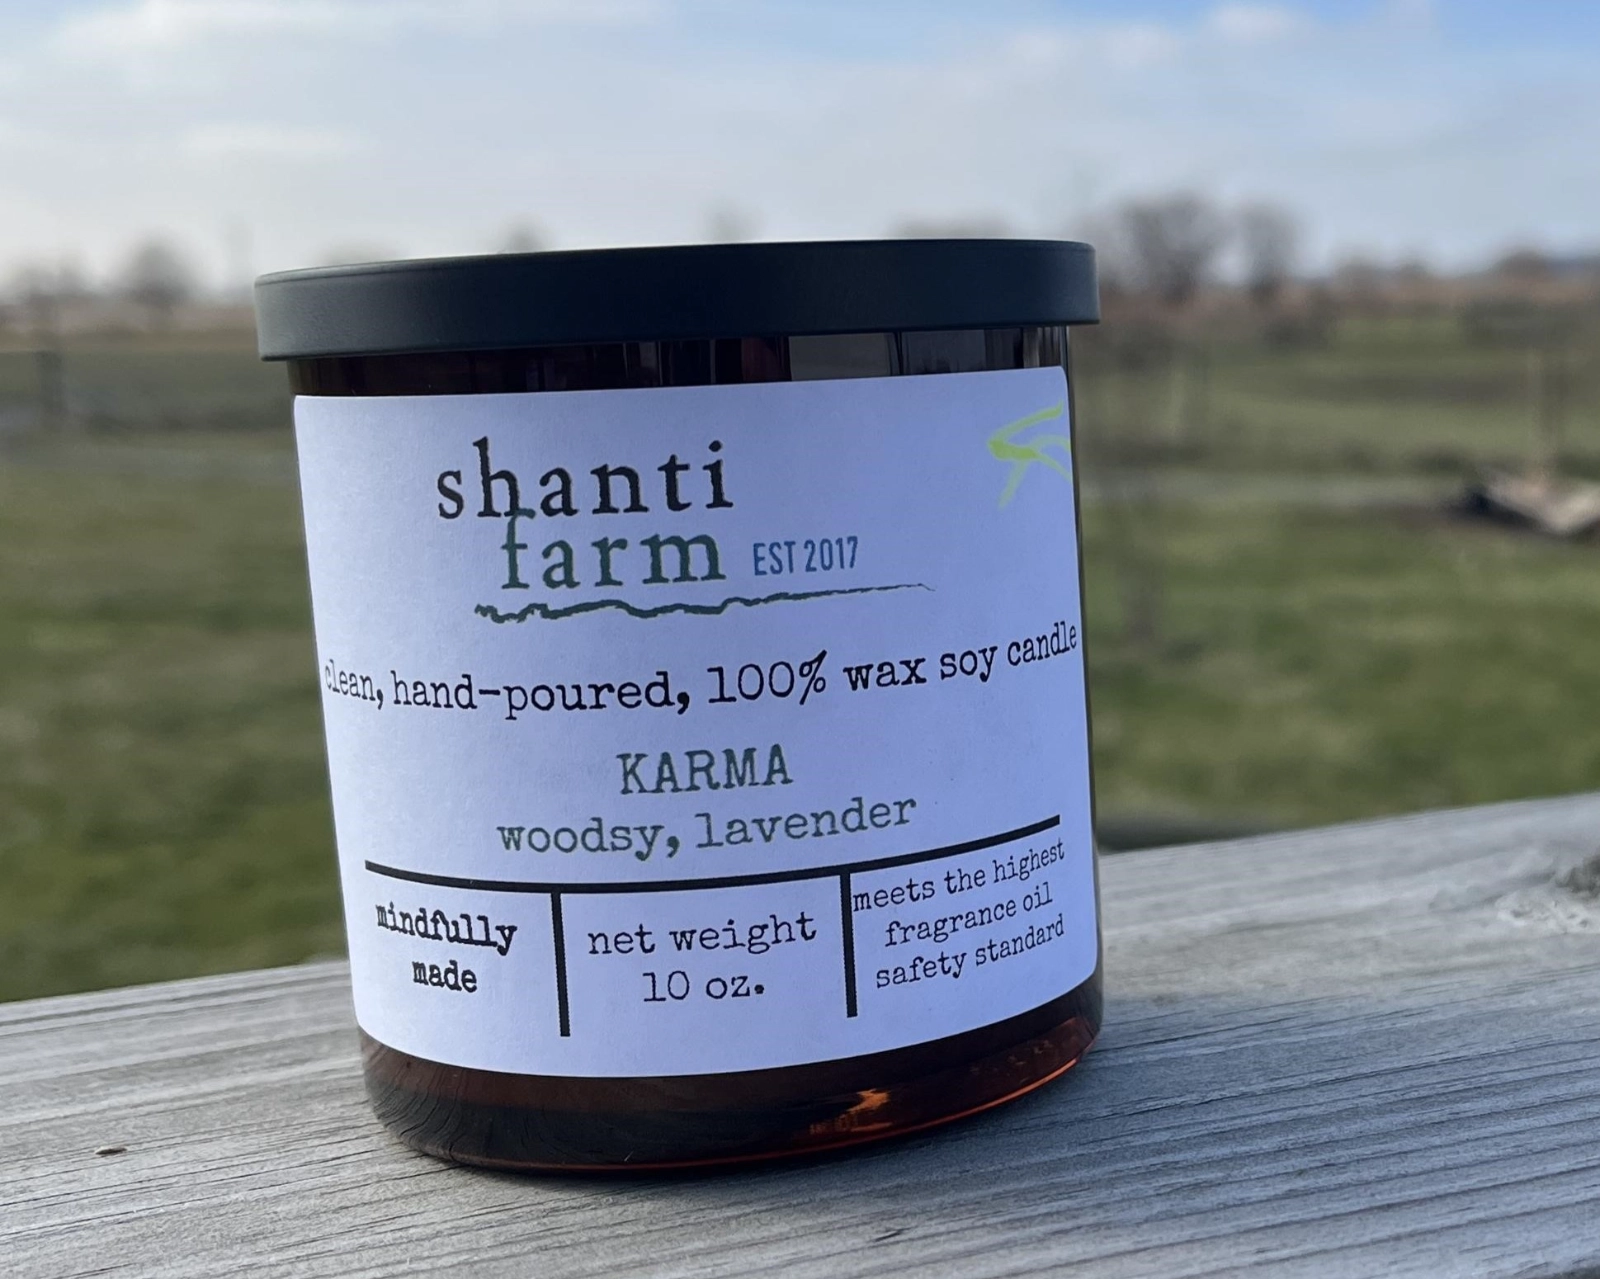 shanti
farm EST 2017
clean, hand-poured, 100% wax soy candle
KARMA
woodsy, lavender
mindfully
made
net weight
10 oz.
meets the highest
fragrance oil
safety standard